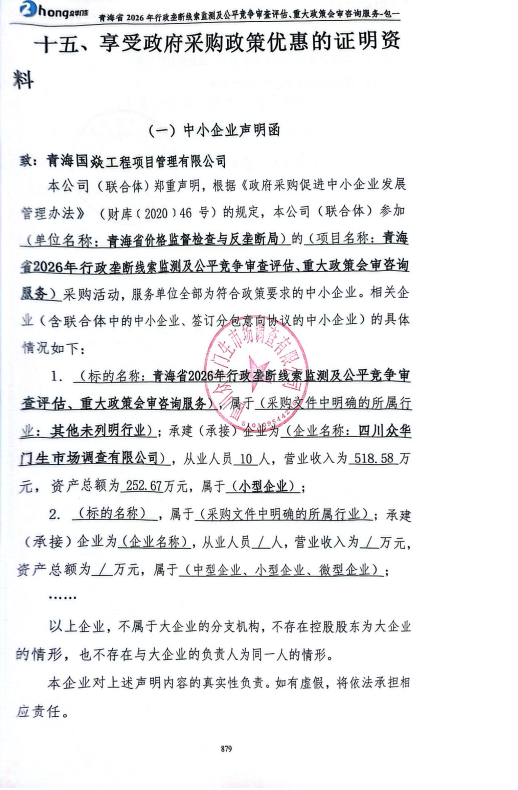 Zhong众华门生
青海省 2026 年行政垄断线索监测及公平竞争审查评估、重大政策会审咨询服务-包一
十五、享受政府采购政策优惠的证明资
料
（一）中小企业声明函
致：青海国焱工程项目管理有限公司
本公司（联合体）郑重声明，根据《政府采购促进中小企业发展
管理办法》（财库﹝2020﹞46 号）的规定，本公司（联合体）参加
（单位名称：青海省价格监督检查与反垄断局）的（项目名称：青海
省2026年行政垄断线索监测及公平竞争审查评估、重大政策会审咨询
服务）采购活动，服务单位全部为符合政策要求的中小企业。相关企
业（含联合体中的中小企业、签订分包意向协议的中小企业）的具体
情况如下：
1. （标的名称：青海省2026年行政垄断线索监测及公平竞争审
查评估、重大政策会审咨询服务），属于（采购文件中明确的所属行
业：其他未列明行业）；承建（承接）企业为（企业名称：四川众华
门生市场调查有限公司），从业人员 10 人，营业收入为 518.58 万
元，资产总额为 252.67万元，属于（小型企业）；
2. （标的名称），属于（采购文件中明确的所属行业）；承建
（承接）企业为（企业名称），从业人员 / 人，营业收入为 / 万元，
资产总额为 / 万元，属于（中型企业、小型企业、微型企业）；
……
以上企业，不属于大企业的分支机构，不存在控股股东为大企业
的情形，也不存在与大企业的负责人为同一人的情形。
本企业对上述声明内容的真实性负责。如有虚假，将依法承担相
应责任。
879